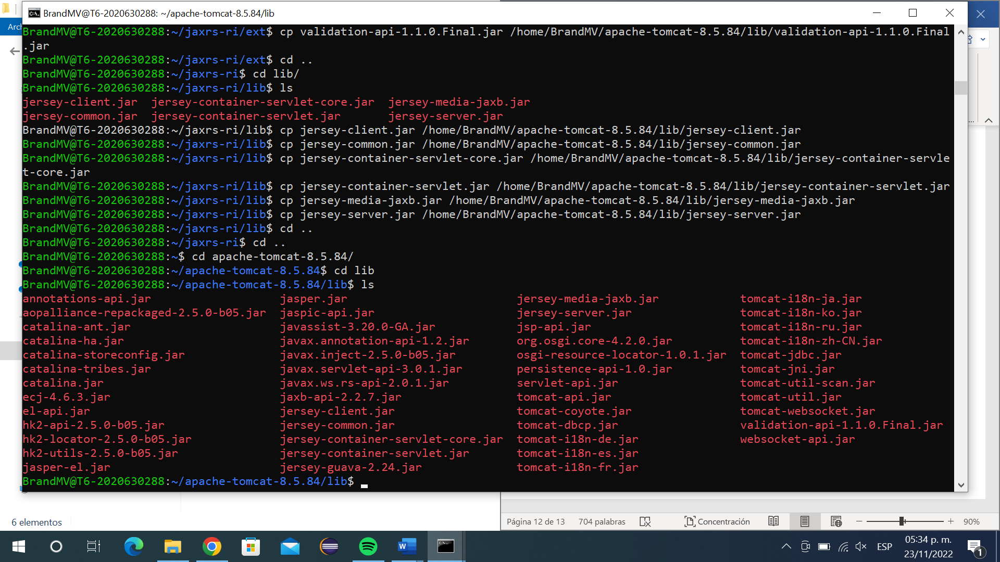 BrandMV@T6-2020630288: ~/apache-tomcat-8.5.84/lib
Arc
BrandMV@T6-2020630288:~/jaxrs-ri/ext$ cp validation-api-1.1.0.Final.jar /home/BrandMV/apache-tomcat-8.5.84/lib/validation-api-1.1.0.Final
.jar
BrandMV@T6-2020630288:~/jaxrs-ri/ext$ cd ..
BrandMV@T6-2020630288:~/jaxrs-ri$ cd lib/
BrandMV@T6-2020630288:~/jaxrs-ri/lib$ ls
jersey-client.jar  jersey-container-servlet-core.jar  jersey-media-jaxb.jar
jersey-common.jar  jersey-container-servlet.jar       jersey-server.jar
BrandMV@T6-2020630288:~/jaxrs-ri/lib$ cp jersey-client.jar /home/BrandMV/apache-tomcat-8.5.84/lib/jersey-client.jar
BrandMV@T6-2020630288:~/jaxrs-ri/lib$ cp jersey-common.jar /home/BrandMV/apache-tomcat-8.5.84/lib/jersey-common.jar
BrandMV@T6-2020630288:~/jaxrs-ri/lib$ cp jersey-container-servlet-core.jar /home/BrandMV/apache-tomcat-8.5.84/lib/jersey-container-servle
t-core.jar
BrandMV@T6-2020630288:~/jaxrs-ri/lib$ cp jersey-container-servlet.jar /home/BrandMV/apache-tomcat-8.5.84/lib/jersey-container-servlet.jar
BrandMV@T6-2020630288:~/jaxrs-ri/lib$ cp jersey-media-jaxb.jar /home/BrandMV/apache-tomcat-8.5.84/lib/jersey-media-jaxb.jar
BrandMV@T6-2020630288:~/jaxrs-ri/lib$ cp jersey-server.jar /home/BrandMV/apache-tomcat-8.5.84/lib/jersey-server.jar
BrandMV@T6-2020630288:~/jaxrs-ri/lib$ cd ..
BrandMV@T6-2020630288:~/jaxrs-ri$ cd ..
BrandMV@T6-2020630288:~$ cd apache-tomcat-8.5.84/
BrandMV@T6-2020630288:~/apache-tomcat-8.5.84$ cd lib
BrandMV@T6-2020630288:~/apache-tomcat-8.5.84/lib$ ls
annotations-api.jar                  jasper.jar                         jersey-media-jaxb.jar            tomcat-i18n-ja.jar
aopalliance-repackaged-2.5.0-b05.jar  jaspic-api.jar                     jersey-server.jar                tomcat-i18n-ko.jar
catalina-ant.jar                     javassist-3.20.0-GA.jar            jsp-api.jar                      tomcat-i18n-ru.jar
catalina-ha.jar                      javax.annotation-api-1.2.jar       org.osgi.core-4.2.0.jar          tomcat-i18n-zh-CN.jar
catalina-storeconfig.jar             javax.inject-2.5.0-b05.jar         osgi-resource-locator-1.0.1.jar  tomcat-jdbc.jar
catalina-tribes.jar                  javax.servlet-api-3.0.1.jar        persistence-api-1.0.jar          tomcat-jni.jar
catalina.jar                         javax.ws.rs-api-2.0.1.jar          servlet-api.jar                  tomcat-util-scan.jar
ecj-4.6.3.jar                        jaxb-api-2.2.7.jar                 tomcat-api.jar                   tomcat-util.jar
el-api.jar                           jersey-client.jar                  tomcat-coyote.jar                tomcat-websocket.jar
hk2-api-2.5.0-b05.jar                jersey-common.jar                  tomcat-dbcp.jar                  validation-api-1.1.0.Final.jar
hk2-locator-2.5.0-b05.jar            jersey-container-servlet-core.jar  tomcat-i18n-de.jar               websocket-api.jar
hk2-utils-2.5.0-b05.jar              jersey-container-servlet.jar       tomcat-i18n-es.jar
jasper-el.jar                        jersey-guava-2.24.jar              tomcat-i18n-fr.jar
BrandMV@T6-2020630288:~/apache-tomcat-8.5.84/lib$
6 elementos
Página 12 de 13  704 palabras  Concentración  90%
ESP
05:34 p. m.
23/11/2022
1